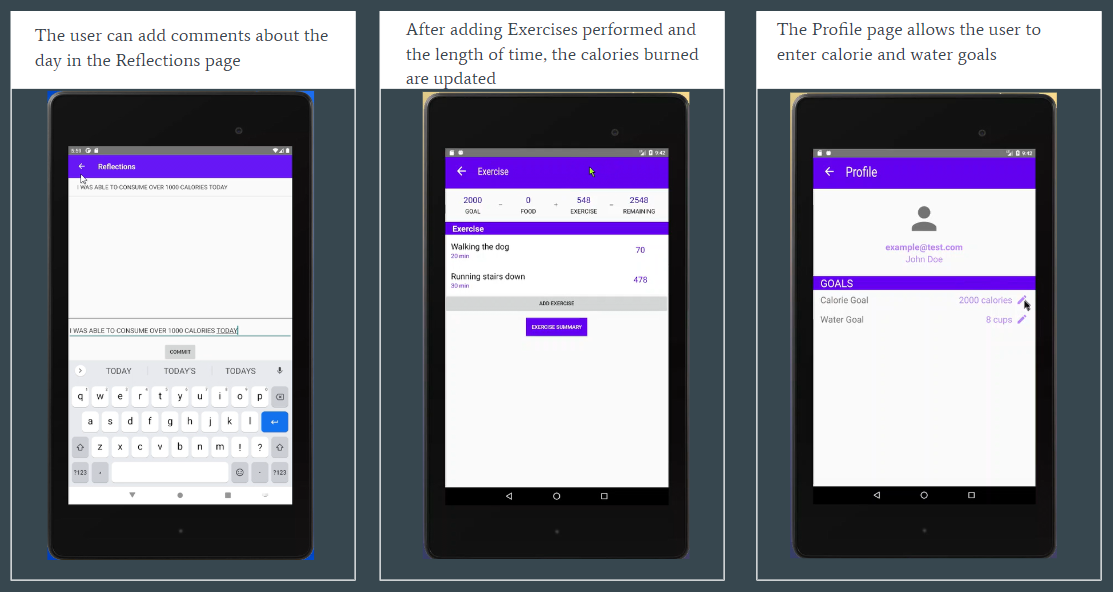 The user can add comments about the
day in the Reflections page
5:59
Reflections
I WAS ABLE TO CONSUME OVER 1000 CALORIES TODAY
I WAS ABLE TO CONSUME OVER 1000 CALORIES TODAY
COMMIT
TODAY TODAY'S TODAYS
q w e r t y u i o p
a s d f g h j k l
z x c v b n m ! ?
?123 , . ?123
After adding Exercises performed and
the length of time, the calories burned
are updated
9:42
Exercise
2000 - 0 + 548 = 2548
GOAL FOOD EXERCISE REMAINING
Exercise
Walking the dog 70
20 min
Running stairs down 478
30 min
ADD EXERCISE
EXERCISE SUMMARY
The Profile page allows the user to
enter calorie and water goals
9:42
Profile
example@test.com
John Doe
GOALS
Calorie Goal 2000 calories
Water Goal 8 cups